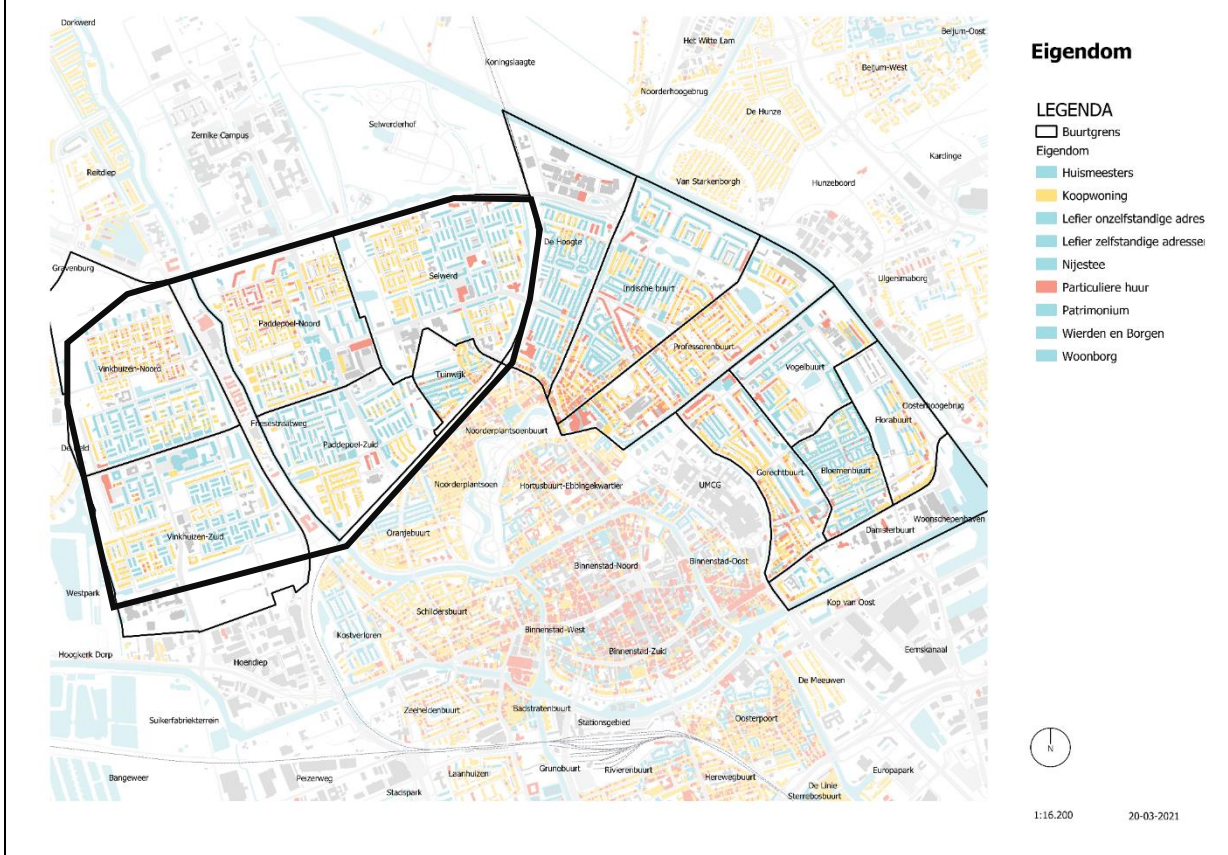 Eigendom
LEGENDA
Buurtgrens
Eigendom
Huismeesters
Koopwoning
Lefier onzelfstandige adres
Lefier zelfstandige adresse
Nijestee
Particuliere huur
Patrimonium
Wierden en Borgen
Woonborg
N
1:16.200 20-03-2021
Dorkwerd
Het Witte Lam
Beijum-Oost
Koningslaagte
Beijum-West
Noorderhoogebrug
De Hunze
Zernike Campus
Selwerderhof
Kardinge
Reitdiep
Van Starkenborgh
Hunzeboord
Gravenburg
De Hoogte
Selwerd
Ulgersmaborg
Indische buurt
Paddepoel-Noord
Professorenbuurt
Vinkhuizen-Noord
Tuinwijk
Vogelbuurt
Oosterhoogebrug
Friesestraatweg
Florabuurt
Noorderplantsoenbuurt
Paddepoel-Zuid
De Held
Gorechtbuurt
Bloemenbuurt
Noorderplantsoen
Hortusbuurt-Ebbingekwartier
UMCG
Woonschepenhaven
Damsterbuurt
Oranjebuurt
Vinkhuizen-Zuid
Binnenstad-Noord
Binnenstad-Oost
Westpark
Kop van Oost
Schildersbuurt
Binnenstad-West
Kostverloren
Eemskanaal
Binnenstad-Zuid
Hoogkerk Dorp
Hoendiep
De Meeuwen
Zeeheldenbuurt
Badstratenbuurt
Oosterpoort
Suikerfabriekterrein
Stationsgebied
Grunobuurt
Rivierenbuurt
Europapark
Laanhuizen
Bangeweer
Peizerweg
Herewegbuurt
De Linie
Stadspark
Sterrebosbuurt